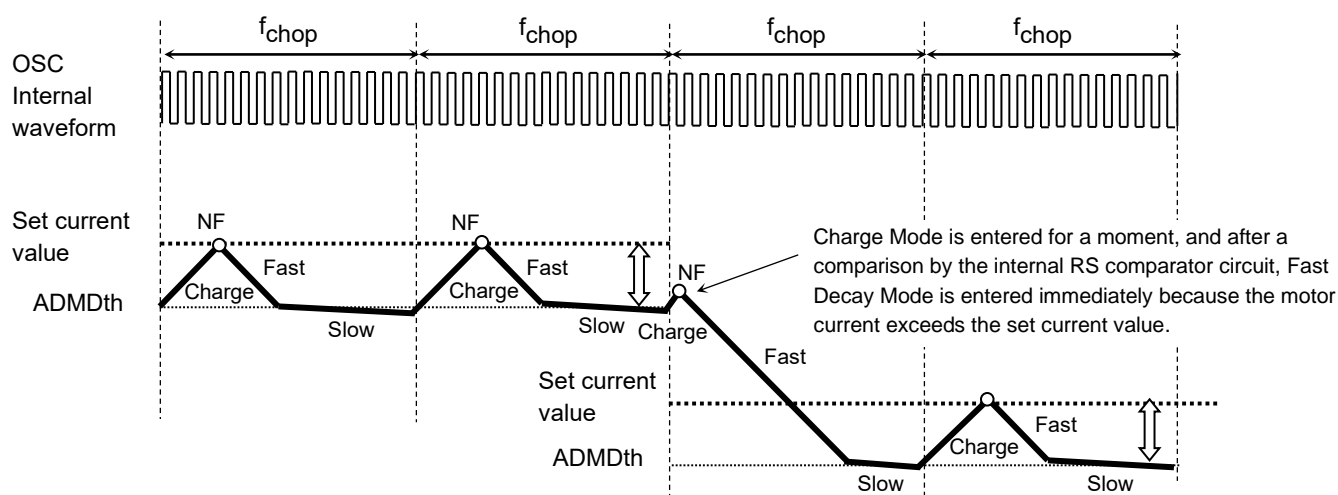 fchop
fchop
fchop
fchop
OSC
Internal
waveform
Set current
value
NF
NF
NF
Charge Mode is entered for a moment, and after a
comparison by the internal RS comparator circuit, Fast
Decay Mode is entered immediately because the motor
current exceeds the set current value.
Fast
Fast
Charge
Charge
ADMDth
Slow
Slow
Charge
Fast
Set current
value
Fast
Charge
ADMDth
Slow
Slow